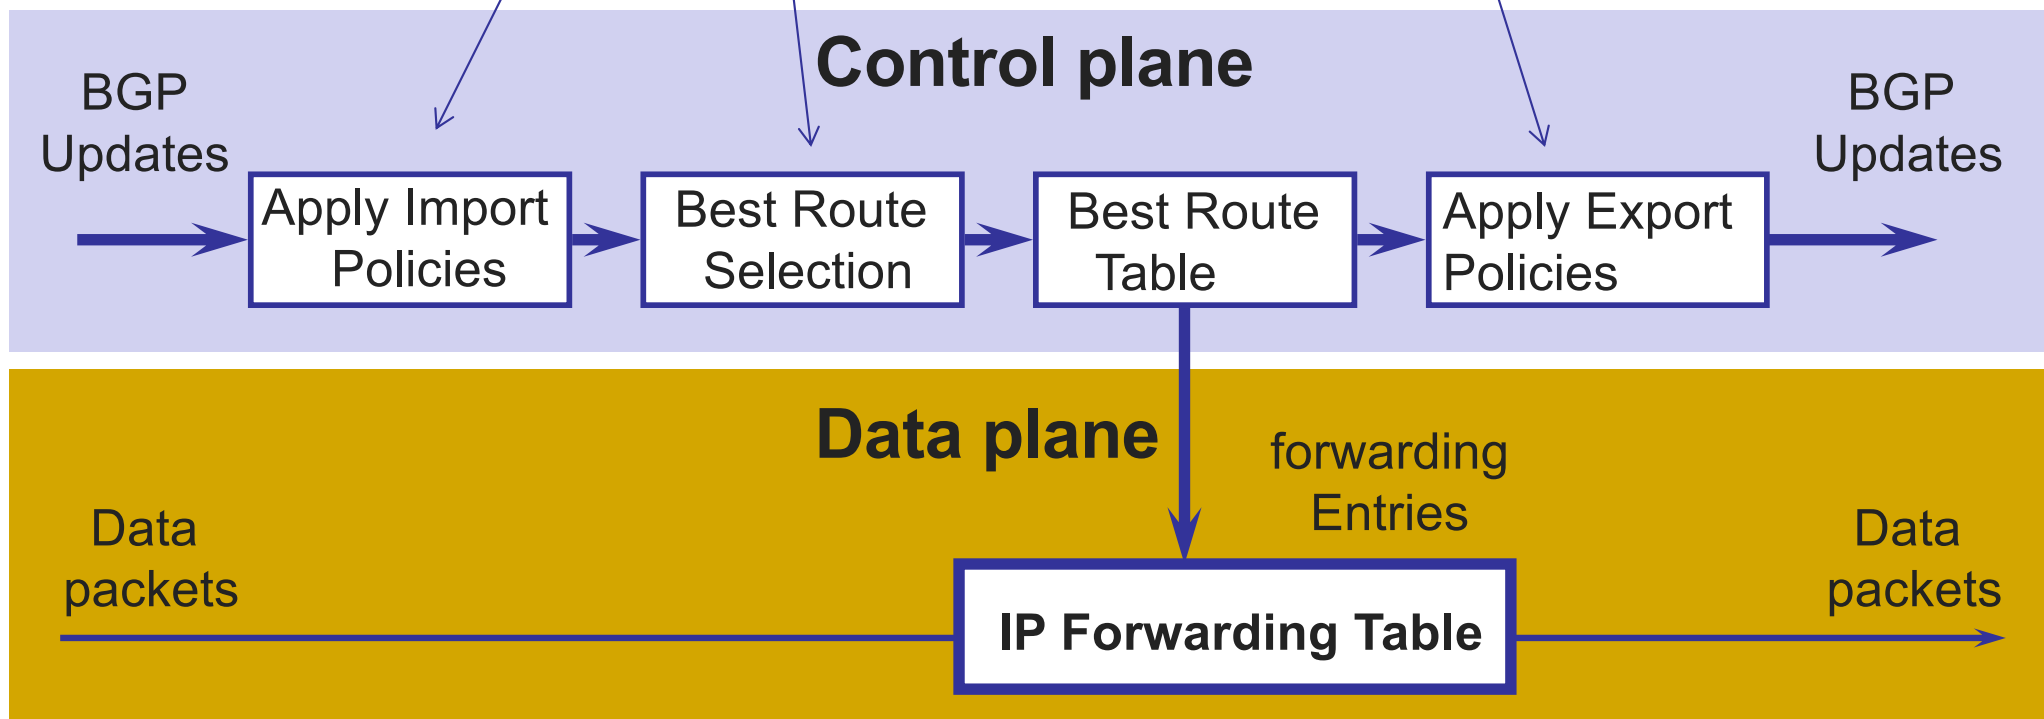 Control plane
BGP
Updates
BGP
Updates
Apply Import
Policies
Best Route
Selection
Best Route
Table
Apply Export
Policies
Data plane
forwarding
Entries
Data
packets
Data
packets
IP Forwarding Table